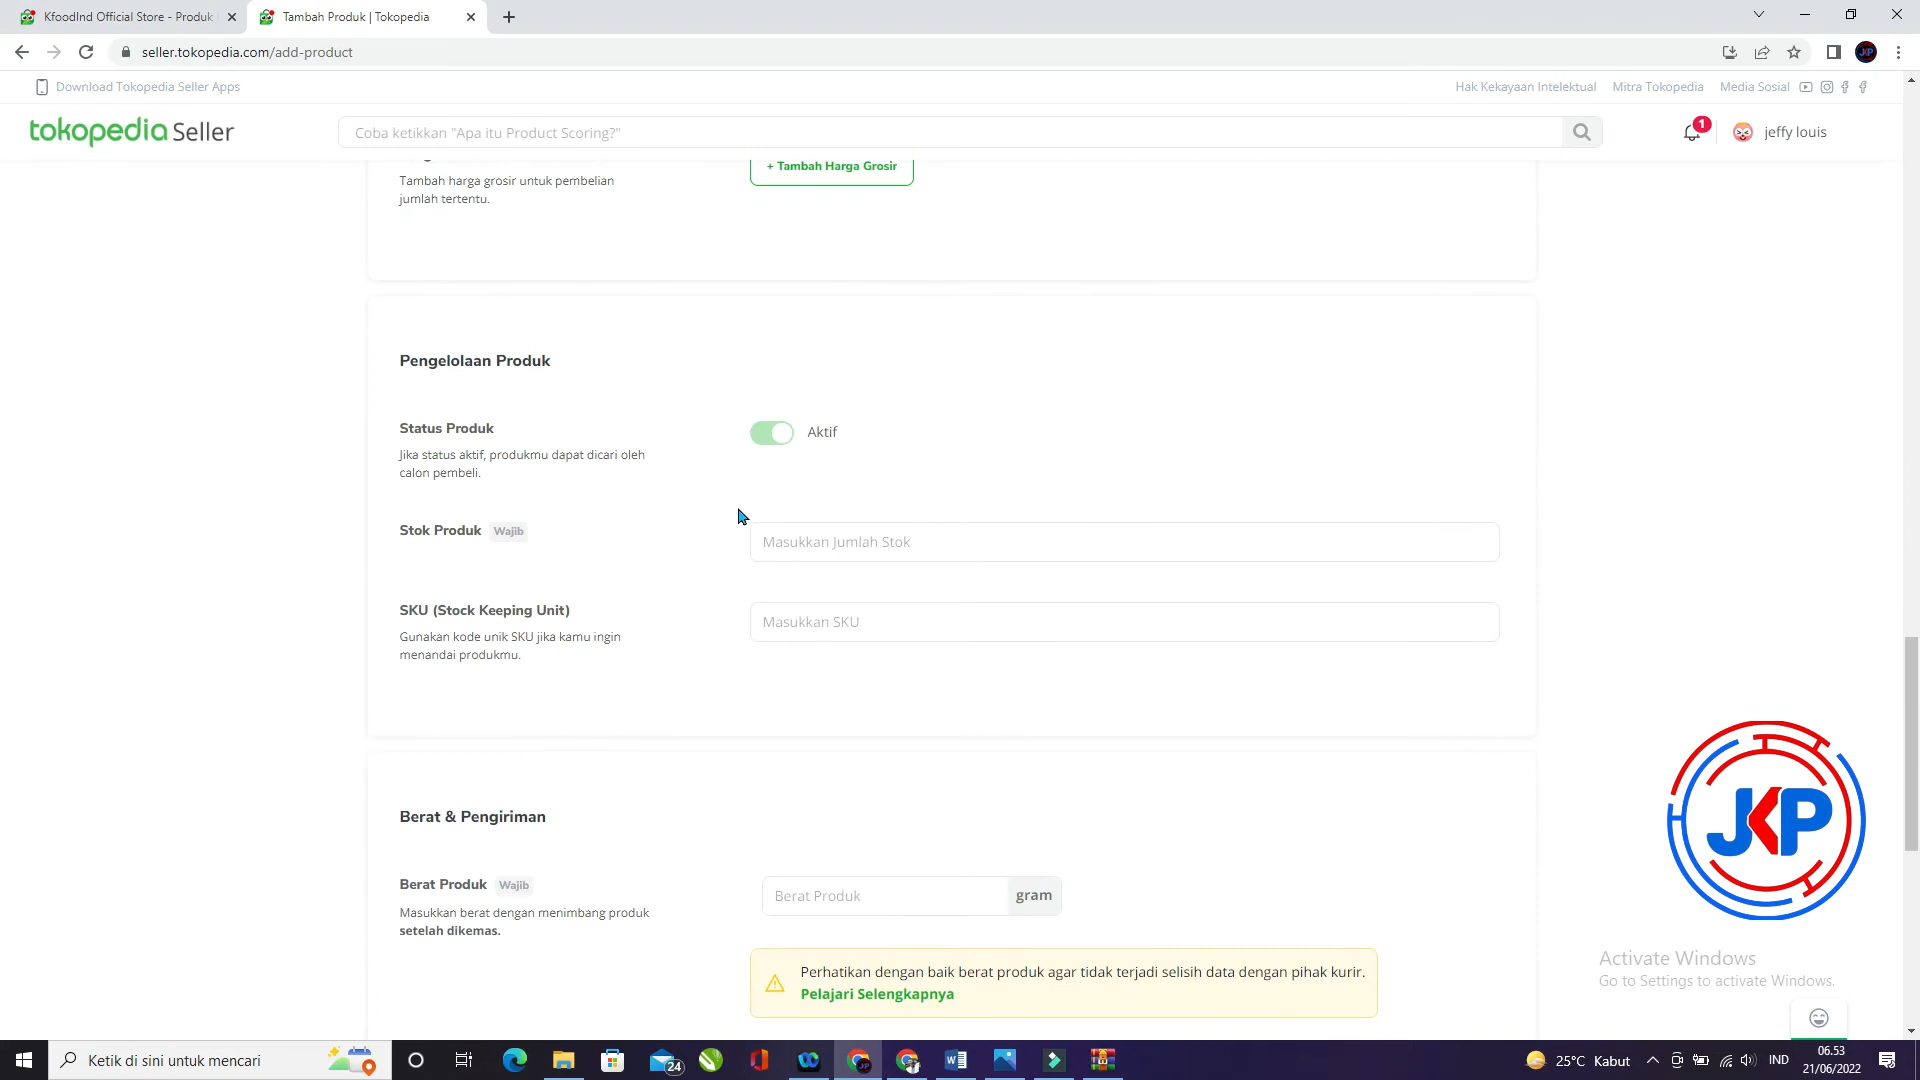 KfoodInd Official Store - Produk
Tambah Produk | Tokopedia
seller.tokopedia.com/add-product
JKP
Download Tokopedia Seller Apps
Hak Kekayaan Intelektual
Mitra Tokopedia
Media Sosial
tokopedia Seller
Coba ketikkan "Apa itu Product Scoring?"
1
jeffy louis
+ Tambah Harga Grosir
Tambah harga grosir untuk pembelian
jumlah tertentu.
Pengelolaan Produk
Status Produk
Aktif
Jika status aktif, produkmu dapat dicari oleh
calon pembeli.
Stok Produk Wajib
Masukkan Jumlah Stok
SKU (Stock Keeping Unit)
Masukkan SKU
Gunakan kode unik SKU jika kamu ingin
menandai produkmu.
JKP
Berat & Pengiriman
Berat Produk Wajib
Berat Produk
gram
Masukkan berat dengan menimbang produk
setelah dikemas.
Perhatikan dengan baik berat produk agar tidak terjadi selisih data dengan pihak kurir.
Pelajari Selengkapnya
Activate Windows
Go to Settings to activate Windows.
Ketik di sini untuk mencari
24
25°C Kabut
IND
06.53
21/06/2022